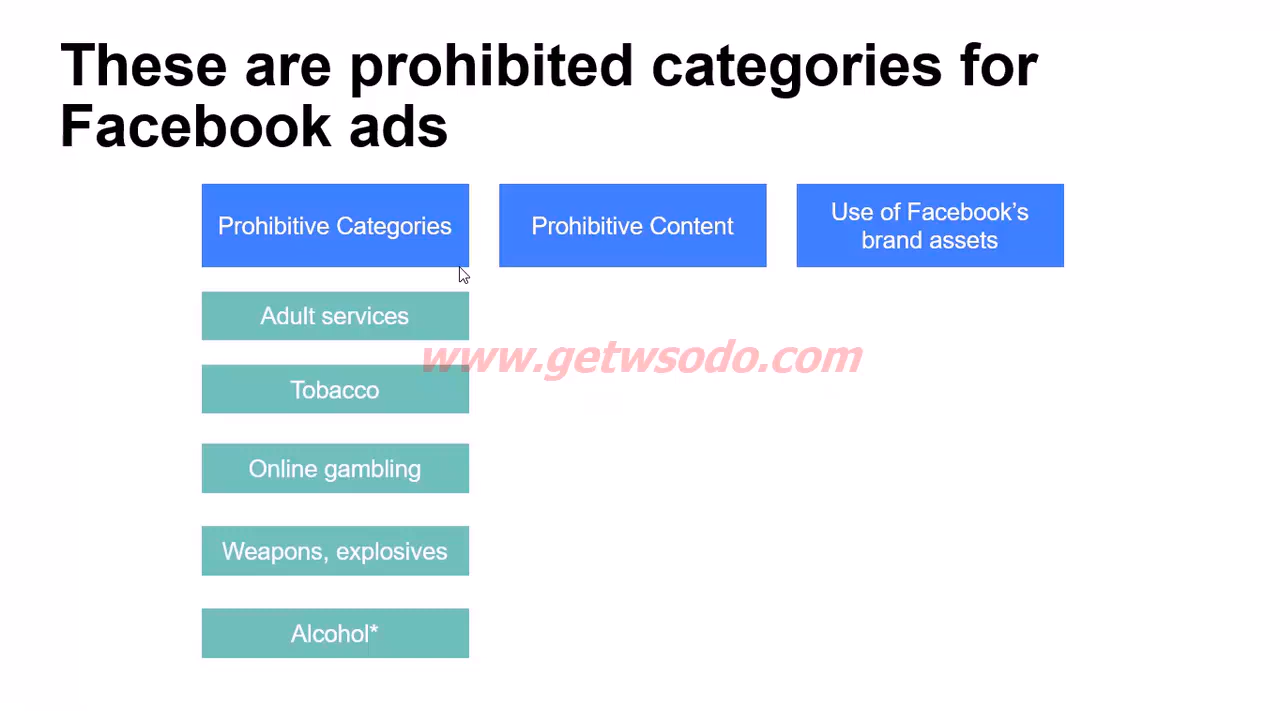 These are prohibited categories for
Facebook ads
Prohibitive Categories
Prohibitive Content
Use of Facebook’s
brand assets
Adult services
www.getwsodo.com
Tobacco
Online gambling
Weapons, explosives
Alcohol*